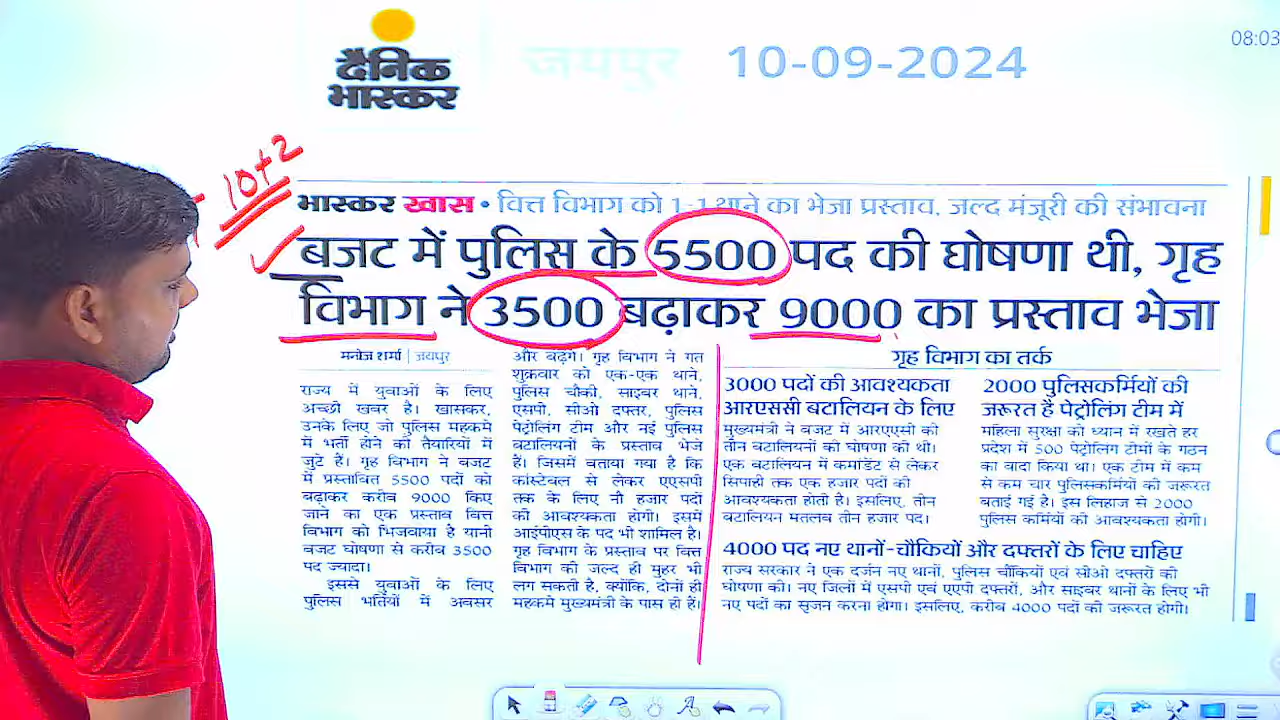 08:03
दैनिक
भास्कर
जयपुर 10-09-2024
10+2
भास्कर खास • वित्त विभाग को 1-1 थाने का भेजा प्रस्ताव, जल्द मंजूरी की संभावना
बजट में पुलिस के 5500 पद की घोषणा थी, गृह
विभाग ने 3500 बढ़ाकर 9000 का प्रस्ताव भेजा
मनोज शर्मा | जयपुर
राज्य में युवाओं के लिए
अच्छी खबर है। खासकर,
उनके लिए जो पुलिस महकमे
में भर्ती होने की तैयारियों में
जुटे हैं। गृह विभाग ने बजट
में प्रस्तावित 5500 पदों को
बढ़ाकर करीब 9000 किए
जाने का एक प्रस्ताव वित्त
विभाग को भिजवाया है यानी
बजट घोषणा से करीब 3500
पद ज्यादा।
इससे युवाओं के लिए
पुलिस भर्तियों में अवसर
और बढ़ेंगे। गृह विभाग ने गत
शुक्रवार को एक-एक थाने,
पुलिस चौकी, साइबर थाने,
एसपी, सीओ दफ्तर, पुलिस
पेट्रोलिंग टीम और नई पुलिस
बटालियनों के प्रस्ताव भेजे
हैं। जिसमें बताया गया है कि
कांस्टेबल से लेकर एएसपी
तक के लिए नौ हजार पदों
की आवश्यकता होगी। इसमें
आईपीएस के पद भी शामिल है।
गृह विभाग के प्रस्ताव पर वित्त
विभाग की जल्द ही मुहर भी
लग सकती है, क्योंकि, दोनों ही
महकमे मुख्यमंत्री के पास ही हैं।
गृह विभाग का तर्क
3000 पदों की आवश्यकता
आरएससी बटालियन के लिए
मुख्यमंत्री ने बजट में आरएएसी की
तीन बटालियनों की घोषणा की थी।
एक बटालियन में कमांडेंट से लेकर
सिपाही तक एक हजार पदों की
आवश्यकता होती है। इसलिए, तीन
बटालियन मतलब तीन हजार पद।
2000 पुलिसकर्मियों की
जरूरत है पेट्रोलिंग टीम में
महिला सुरक्षा को ध्यान में रखते हर
प्रदेश में 500 पेट्रोलिंग टीमों के गठन
का वादा किया था। एक टीम में कम
से कम चार पुलिसकर्मियों की जरूरत
बताई गई है। इस लिहाज से 2000
पुलिस कर्मियों की आवश्यकता होगी।
4000 पद नए थानों-चौकियों और दफ्तरों के लिए चाहिए
राज्य सरकार ने एक दर्जन नए थानों, पुलिस चौकियों एवं सीओ दफ्तरों की
घोषणा की। नए जिलों में एसपी एवं एएपी दफ्तरों, और साइबर थानों के लिए भी
नए पदों का सृजन करना होगा। इसलिए, करीब 4000 पदों की जरूरत होगी।